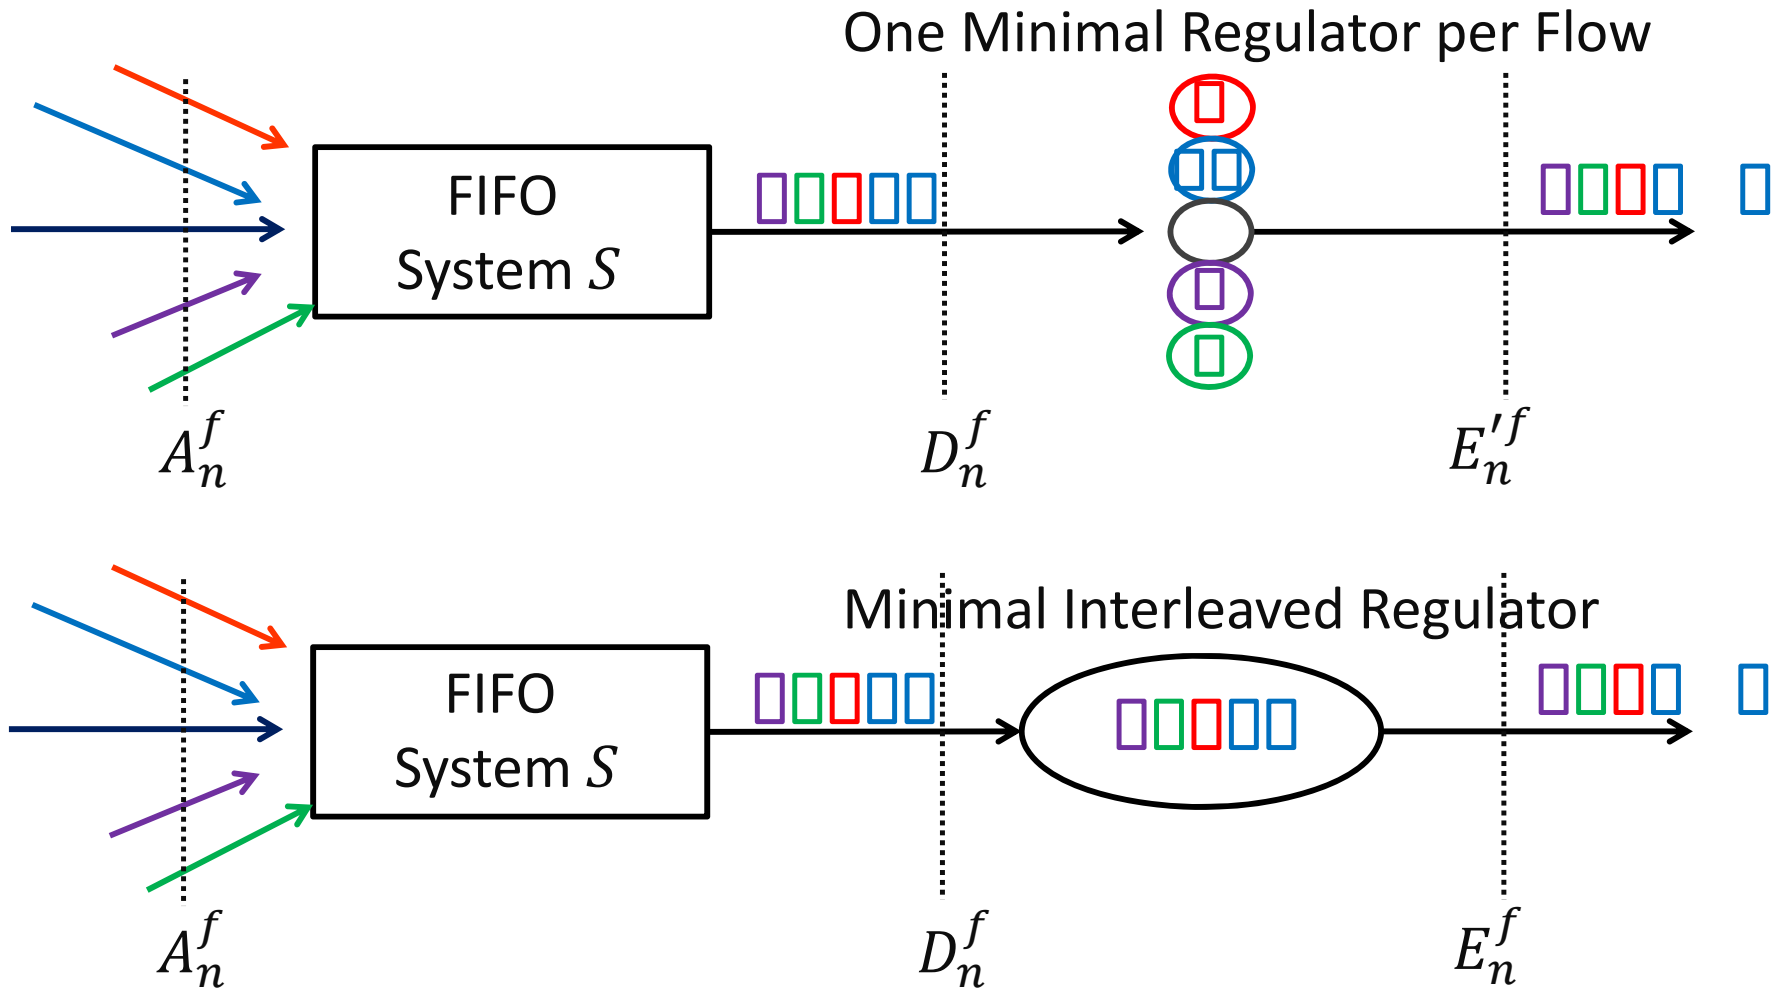 One Minimal Regulator per Flow
FIFO
System S
A_n^f
D_n^f
E'_n^f
Minimal Interleaved Regulator
FIFO
System S
A_n^f
D_n^f
E_n^f